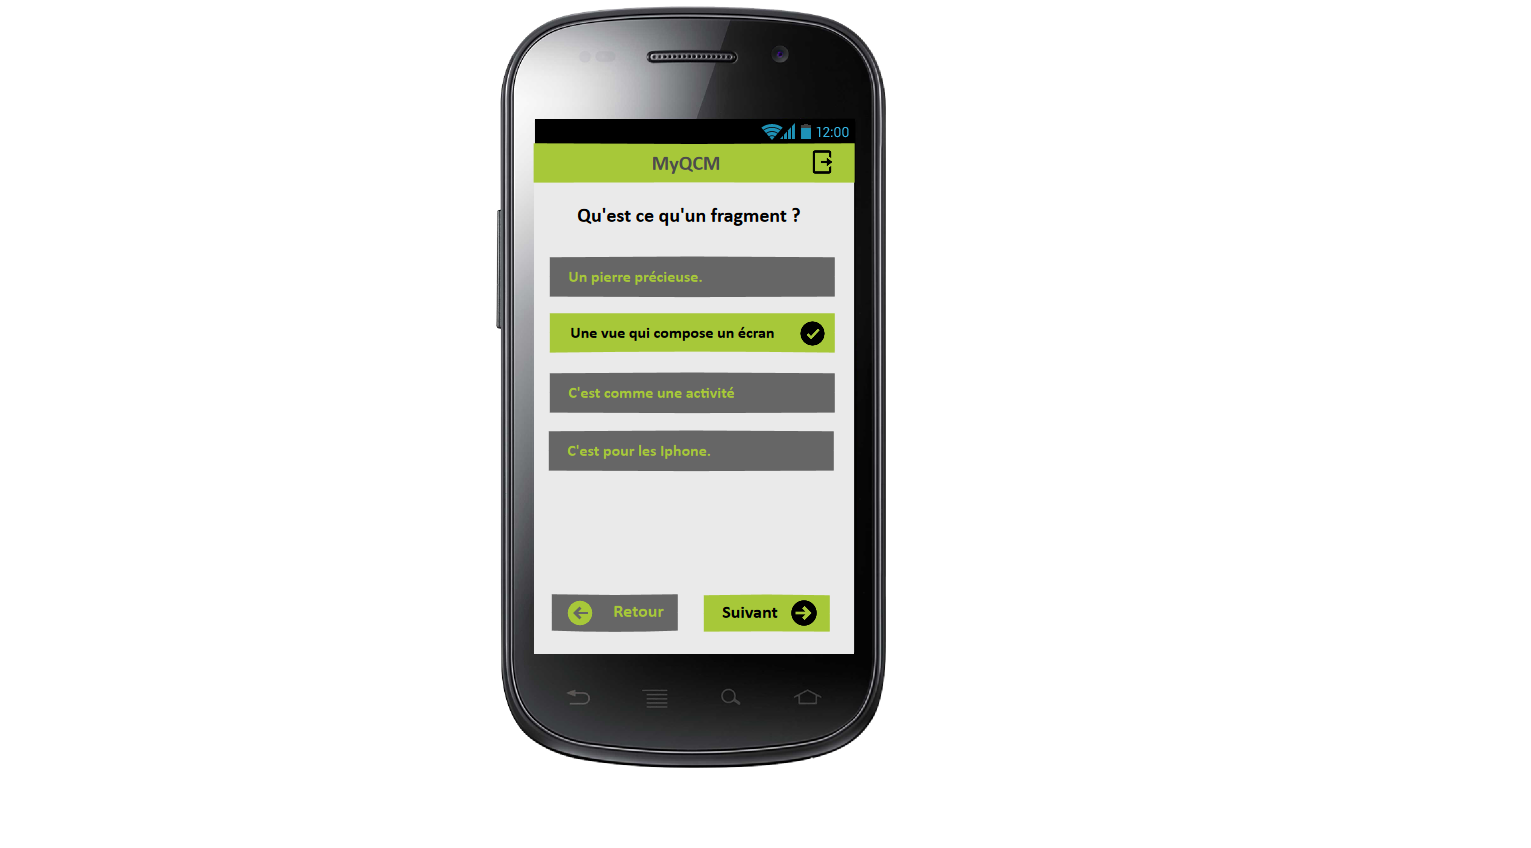 12:00
MyQCM
Qu'est ce qu'un fragment ?
Un pierre précieuse.
Une vue qui compose un écran
C'est comme une activité
C'est pour les Iphone.
Retour
Suivant